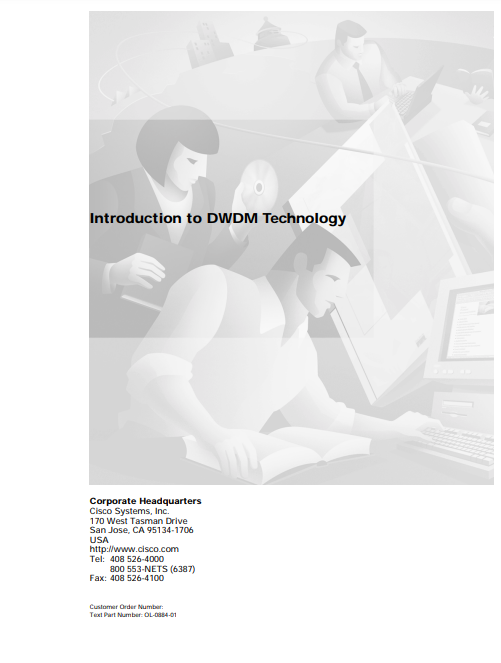 Introduction to DWDM Technology
Corporate Headquarters
Cisco Systems, Inc.
170 West Tasman Drive
San Jose, CA 95134-1706
USA
http://www.cisco.com
Tel: 408 526-4000
800 553-NETS (6387)
Fax: 408 526-4100
Customer Order Number:
Text Part Number: OL-0884-01